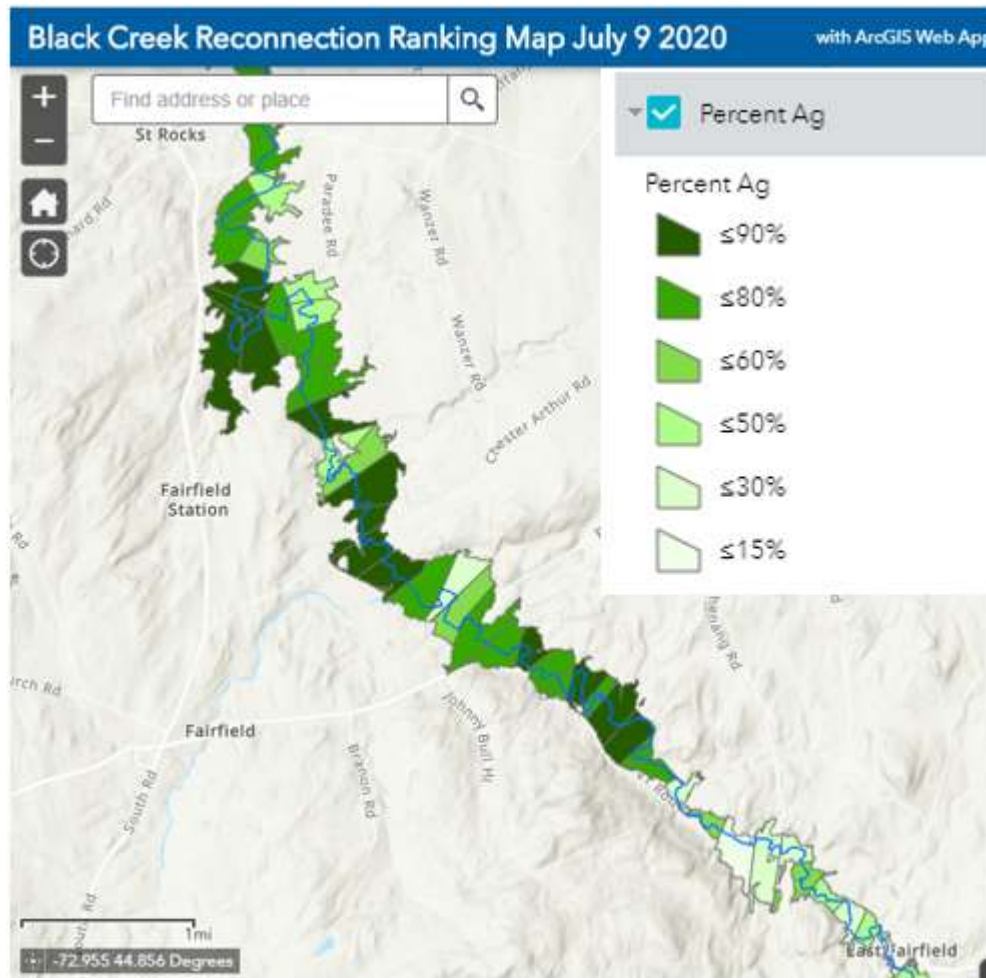 Black Creek Reconnection Ranking Map July 9 2020
with ArcGIS Web App
+
Find address or place
−
St Rocks
Percent Ag
Percent Ag
≤90%
≤80%
≤60%
≤50%
≤30%
≤15%
Paradee Rd
Wanzer Rd
Wanzer Rd
Chester Arthur Rd
Fairfield
Station
Rd
Fairfield
Johnny Bull Hl
Branon Rd
South Rd
East Fairfield
1mi
-72.955 44.856 Degrees